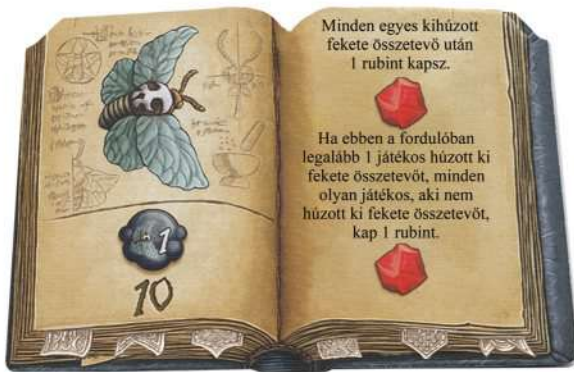 1
10
Minden egyes kihúzott
fekete összetevő után
1 rubint kapsz.
Ha ebben a fordulóban
legalább 1 játékos húzott ki
fekete összetevőt, minden
olyan játékos, aki nem
húzott ki fekete összetevőt,
kap 1 rubint.